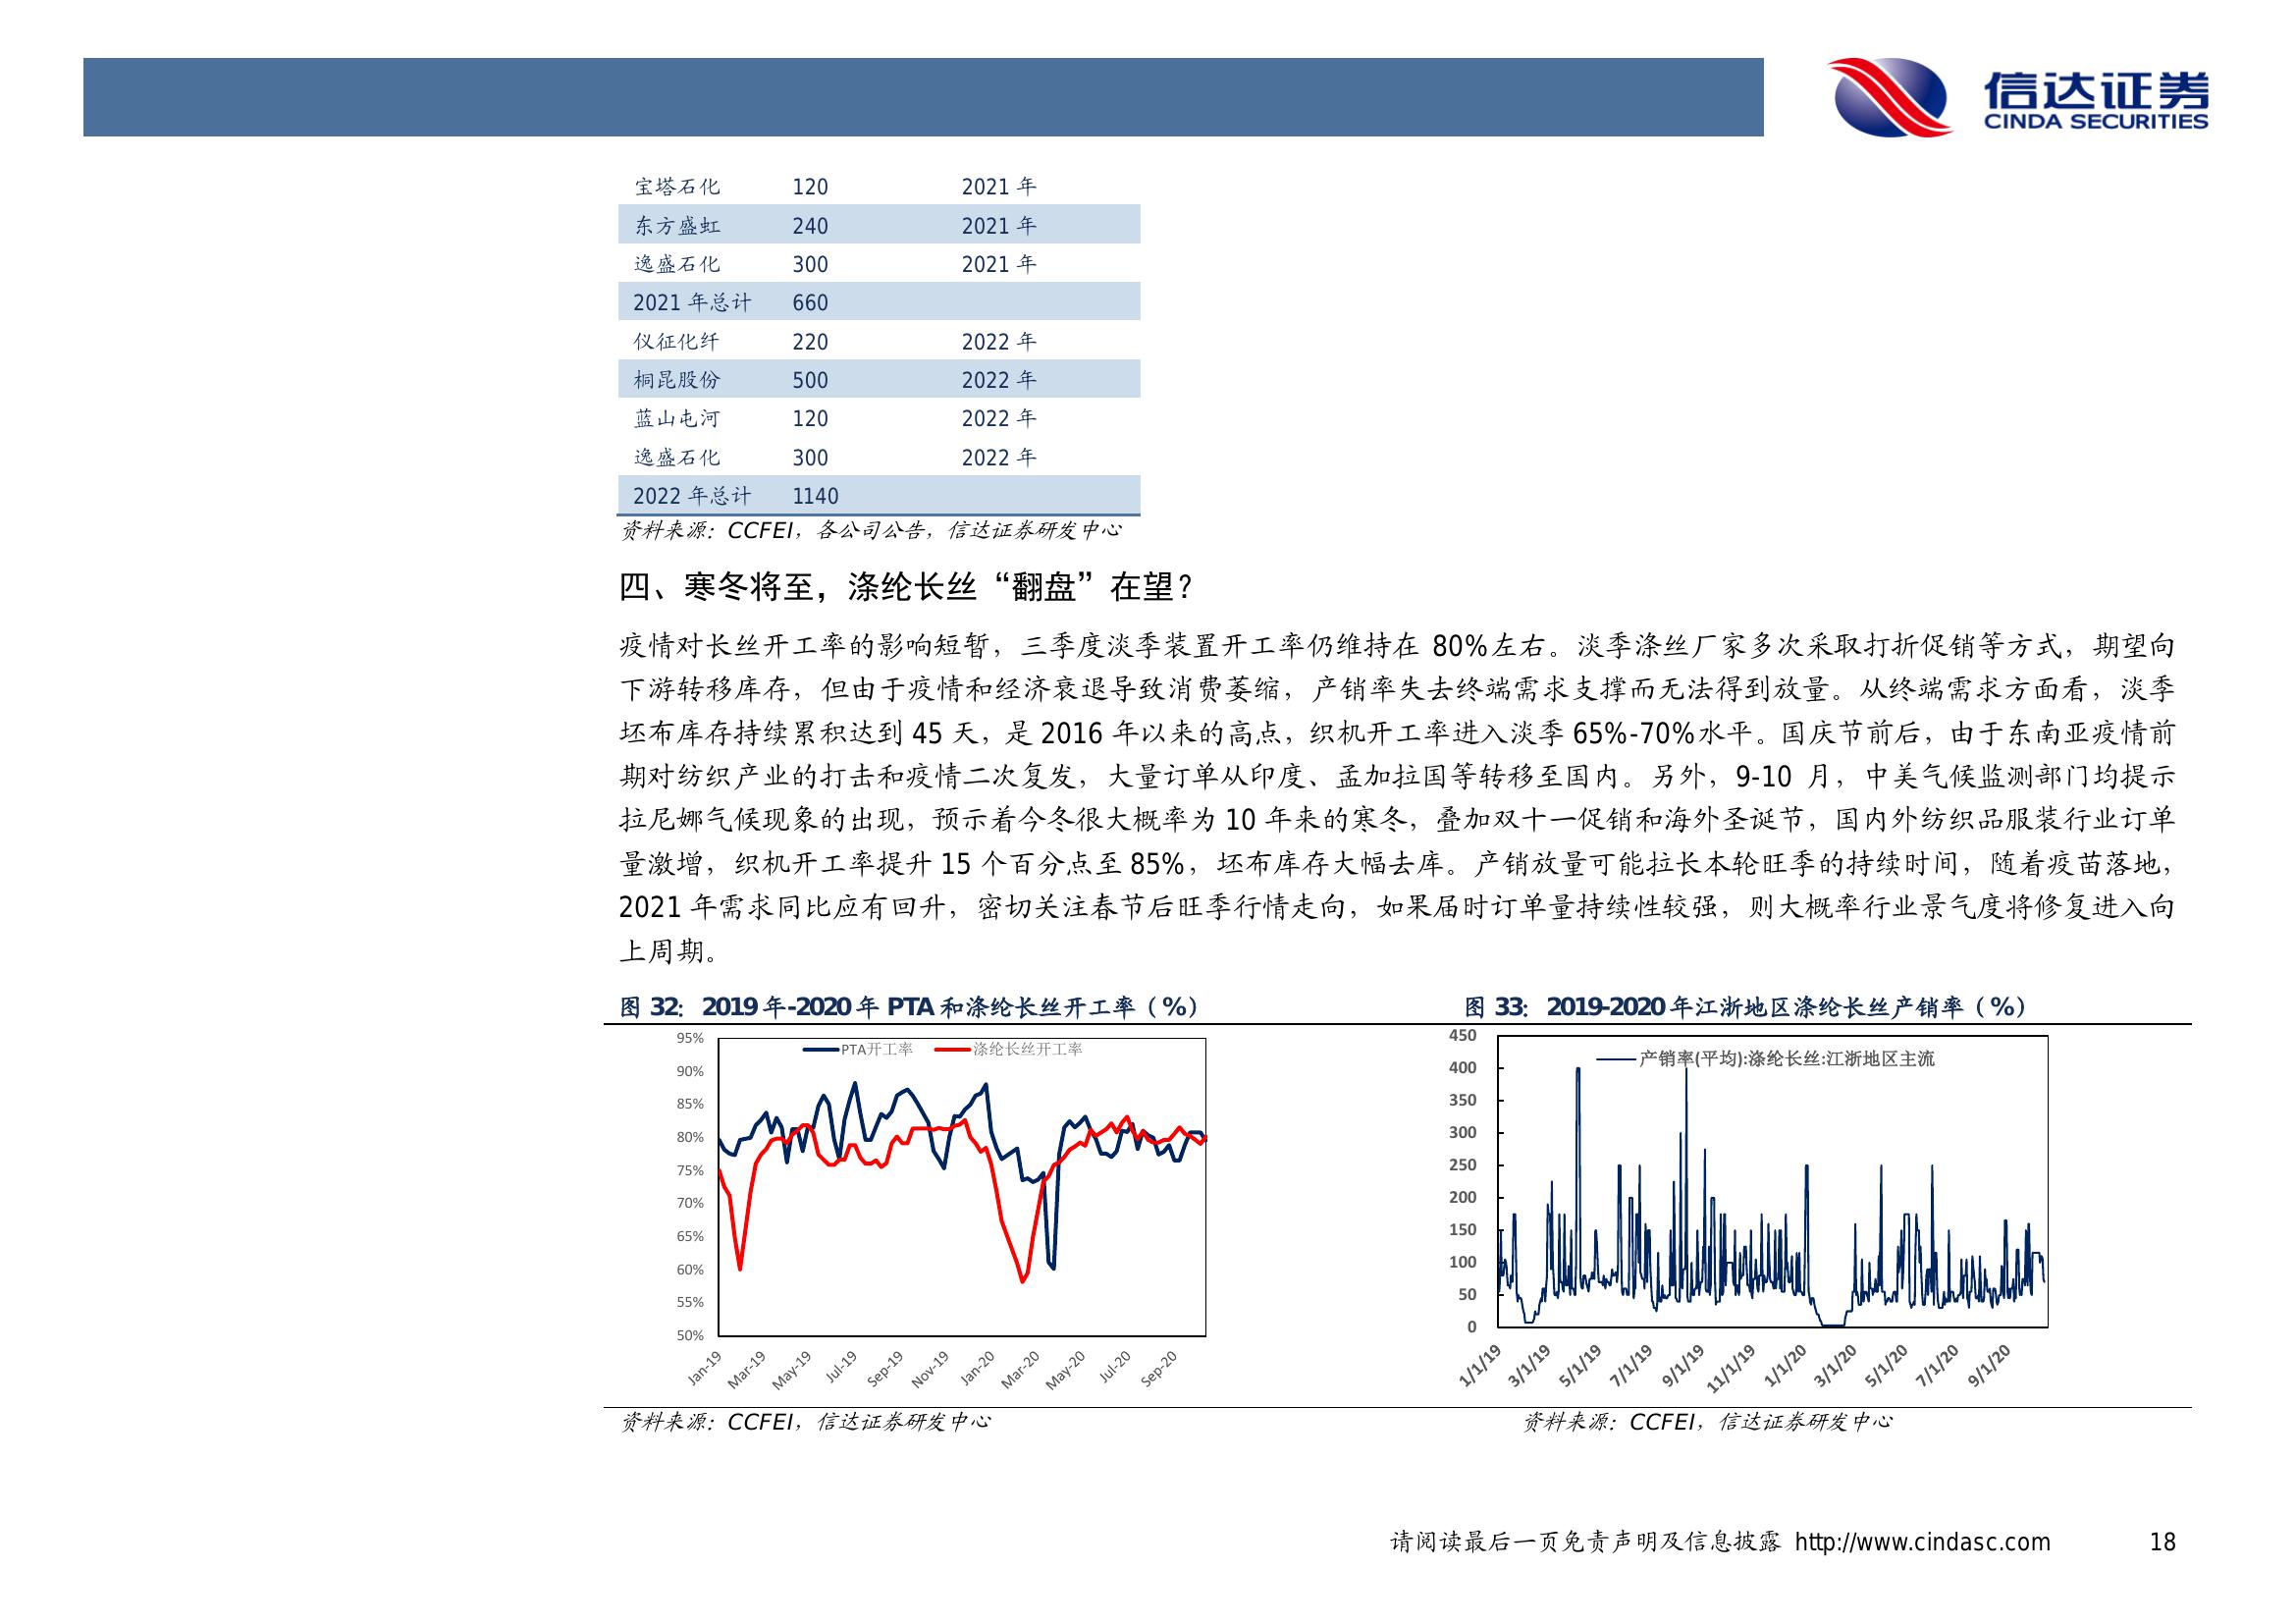 信达证券
CINDA SECURITIES
宝塔石化 120 2021 年
东方盛虹 240 2021 年
逸盛石化 300 2021 年
2021 年总计 660
仪征化纤 220 2022 年
桐昆股份 500 2022 年
蓝山屯河 120 2022 年
逸盛石化 300 2022 年
2022 年总计 1140
资料来源：CCFEI，各公司公告，信达证券研发中心
四、寒冬将至，涤纶长丝“翻盘”在望？
疫情对长丝开工率的影响短暂，三季度淡季装置开工率仍维持在 80%左右。淡季涤丝厂家多次采取打折促销等方式，期望向
下游转移库存，但由于疫情和经济衰退导致消费萎缩，产销率失去终端需求支撑而无法得到放量。从终端需求方面看，淡季
坯布库存持续累积达到 45 天，是 2016 年以来的高点，织机开工率进入淡季 65%-70%水平。国庆节前后，由于东南亚疫情前
期对纺织产业的打击和疫情二次复发，大量订单从印度、孟加拉国等转移至国内。另外，9-10 月，中美气候监测部门均提示
拉尼娜气候现象的出现，预示着今冬很大概率为 10 年来的寒冬，叠加双十一促销和海外圣诞节，国内外纺织品服装行业订单
量激增，织机开工率提升 15 个百分点至 85%，坯布库存大幅去库。产销放量可能拉长本轮旺季的持续时间，随着疫苗落地，
2021 年需求同比应有回升，密切关注春节后旺季行情走向，如果届时订单量持续性较强，则大概率行业景气度将修复进入向
上周期。
图 32： 2019 年-2020 年 PTA 和涤纶长丝开工率（%）
95%
90%
85%
80%
75%
70%
65%
60%
55%
50%
PTA开工率 涤纶长丝开工率
Jan-19 Mar-19 May-19 Jul-19 Sep-19 Nov-19 Jan-20 Mar-20 May-20 Jul-20 Sep-20
资料来源：CCFEI，信达证券研发中心
图 33： 2019-2020 年江浙地区涤纶长丝产销率（%）
450
400
350
300
250
200
150
100
50
0
产销率(平均):涤纶长丝:江浙地区主流
1/1/19 3/1/19 5/1/19 7/1/19 9/1/19 11/1/19 1/1/20 3/1/20 5/1/20 7/1/20 9/1/20
资料来源：CCFEI，信达证券研发中心
请阅读最后一页免责声明及信息披露 http://www.cindasc.com 18